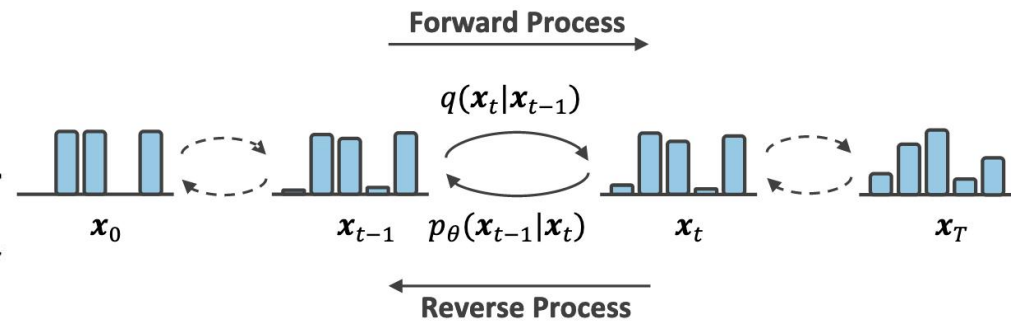 Forward Process
q(x_t|x_{t-1})
x_0
x_{t-1}
p_θ(x_{t-1}|x_t)
x_t
x_T
Reverse Process